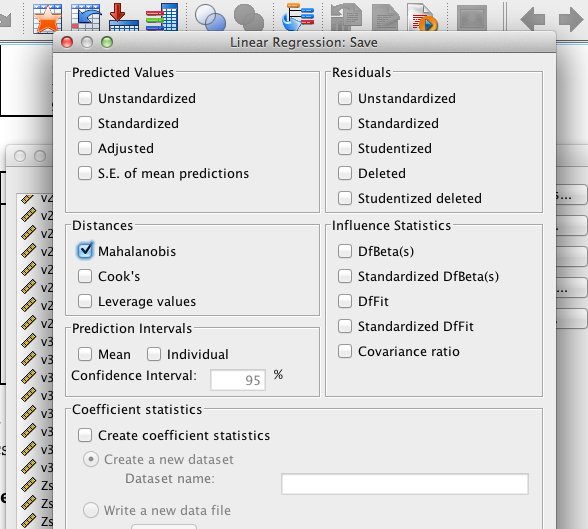 Linear Regression: Save
Predicted Values
Unstandardized
Standardized
Adjusted
S.E. of mean predictions
Residuals
Unstandardized
Standardized
Studentized
Deleted
Studentized deleted
Distances
Mahalanobis
Cook's
Leverage values
Influence Statistics
DfBeta(s)
Standardized DfBeta(s)
DfFit
Standardized DfFit
Covariance ratio
Prediction Intervals
Mean Individual
Confidence Interval: 95 %
Coefficient statistics
Create coefficient statistics
Create a new dataset
Dataset name:
Write a new data file